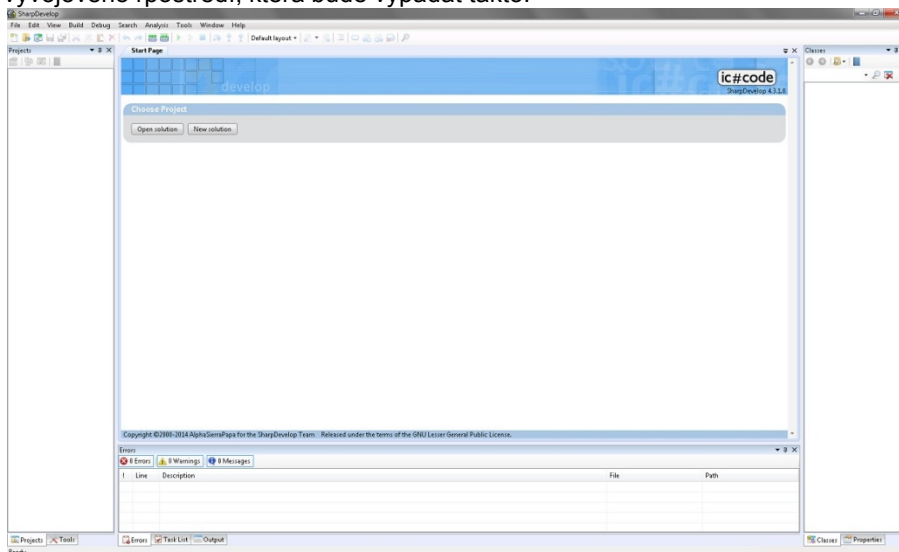 vyvojevého rpostředí, která bude vypadat takto:
SharpDevelop
File Edit View Build Debug Search Analysis Tools Window Help
Default layout
Projects
Start Page
Classes
develop
ic#code
SharpDevelop 4.3.1.0
Choose Project
Open solution New solution
Copyright ©2000-2014 AlphaSierraPapa for the SharpDevelop Team Released under the terms of the GNU Lesser General Public License.
Errors
0 Errors 0 Warnings 0 Messages
! Line Description File Path
Projects Tools Errors Task List Output Classes Properties